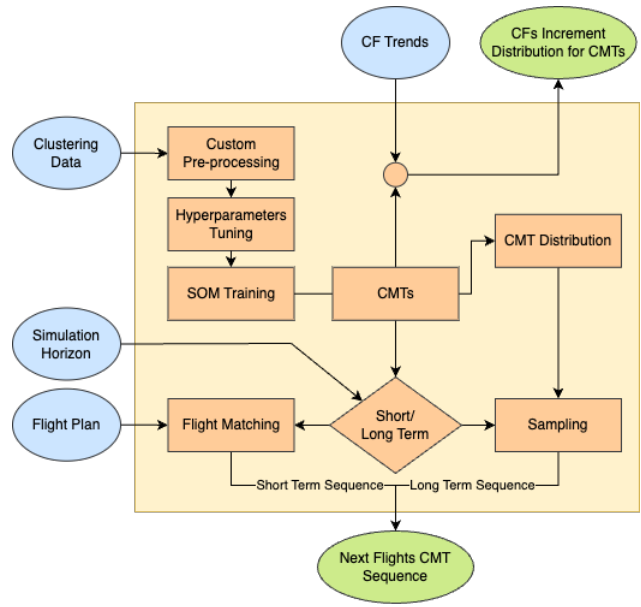 CF Trends
CFs Increment
Distribution for CMTs
Clustering
Data
Custom
Pre-processing
Hyperparameters
Tuning
CMT Distribution
SOM Training
CMTs
Simulation
Horizon
Flight Plan
Flight Matching
Short/
Long Term
Sampling
Short Term Sequence
Long Term Sequence
Next Flights CMT
Sequence